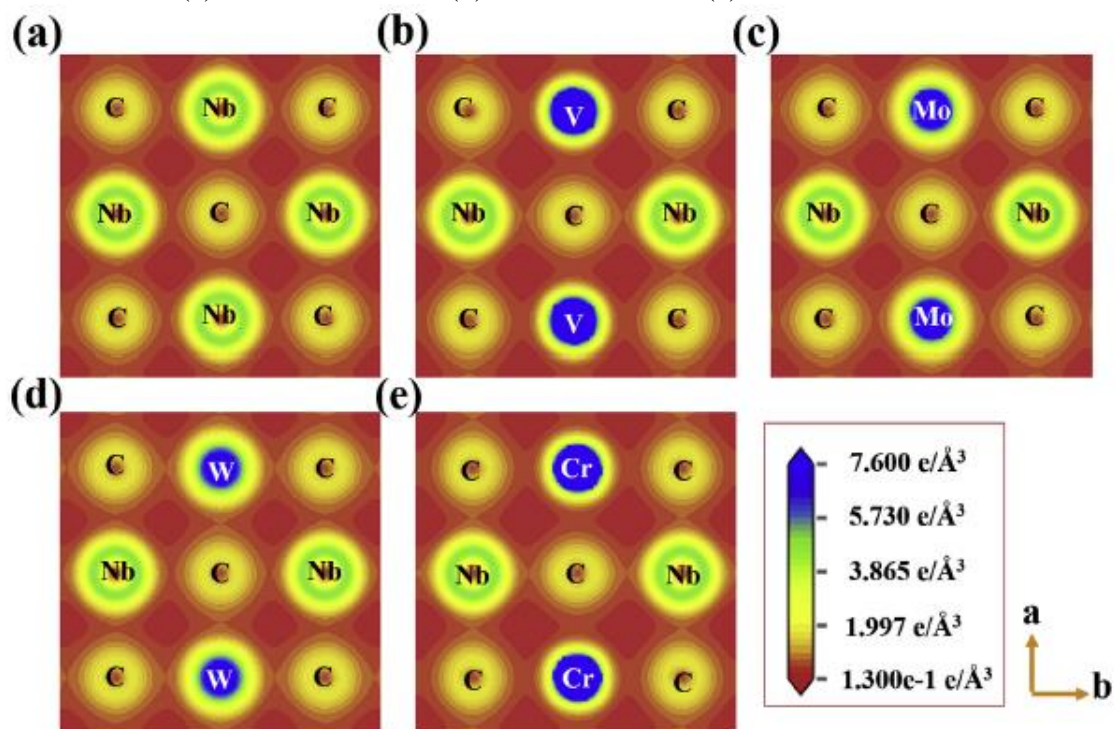 (a) (b) (c)
(a) (b) (c)
C Nb C C V C C Mo C
Nb C Nb Nb C Nb Nb C Nb
C Nb C C V C C Mo C
(d) (e)
C W C C Cr C
Nb C Nb Nb C Nb
C W C C Cr C
7.600 e/Å³
5.730 e/Å³
3.865 e/Å³
1.997 e/Å³
1.300e-1 e/Å³
a
b